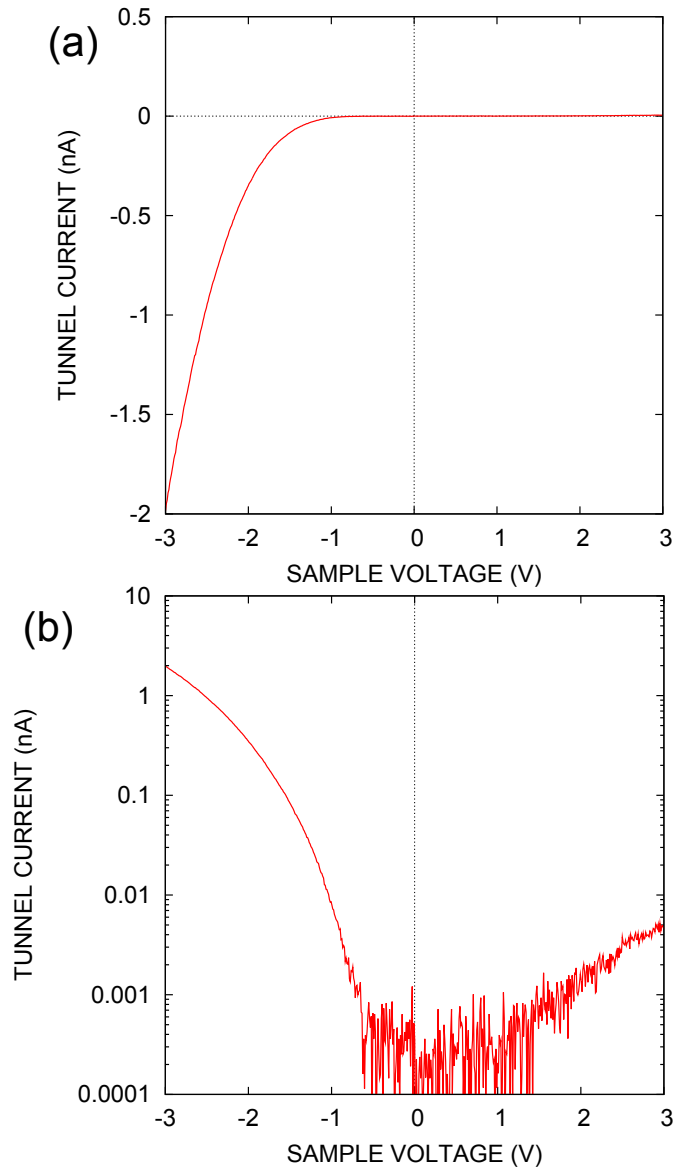 (a)
TUNNEL CURRENT (nA)
0.5
0
-0.5
-1
-1.5
-2
-3 -2 -1 0 1 2 3
SAMPLE VOLTAGE (V)
(b)
TUNNEL CURRENT (nA)
10
1
0.1
0.01
0.001
0.0001
-3 -2 -1 0 1 2 3
SAMPLE VOLTAGE (V)